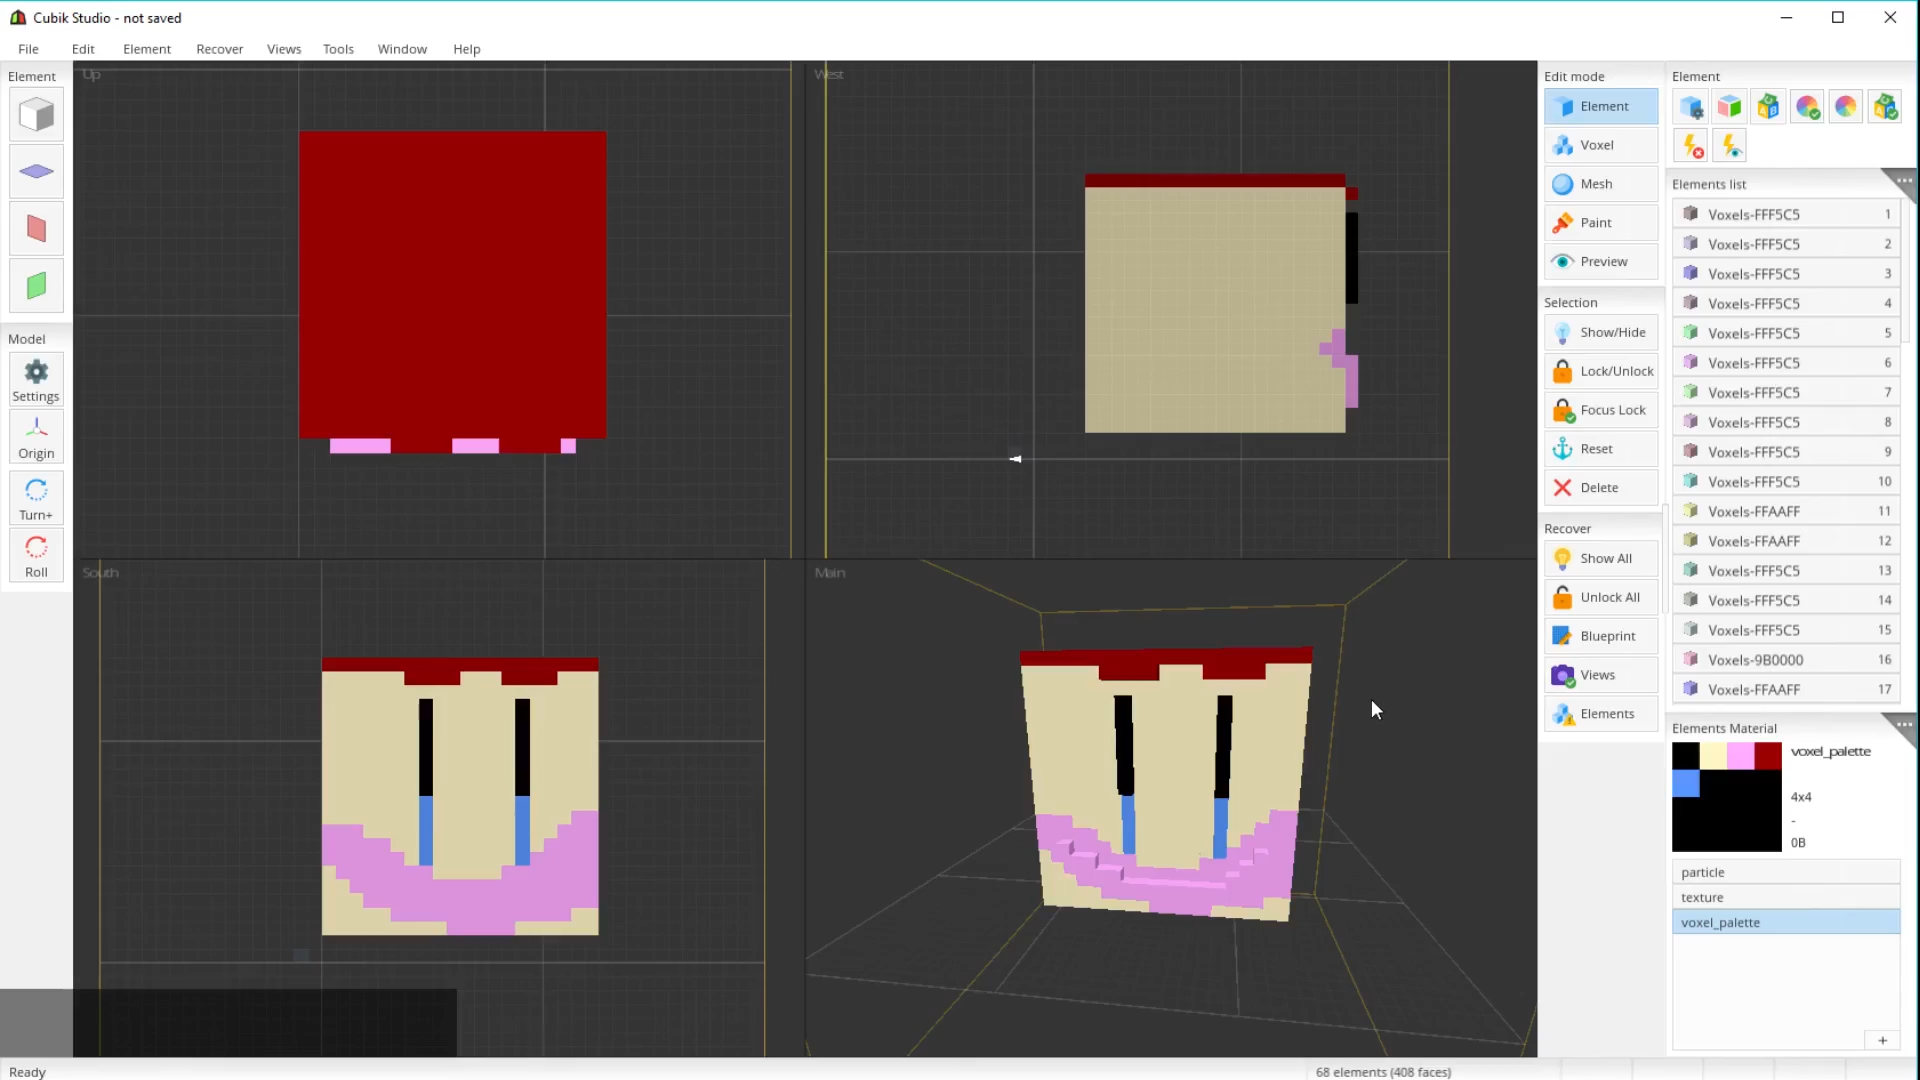 Cubik Studio - not saved
File Edit Element Recover Views Tools Window Help
Element
Model
Settings
Origin
Turn+
Roll
Up
West
South
Main
Edit mode
Element
Voxel
Mesh
Paint
Preview
Selection
Show/Hide
Lock/Unlock
Focus Lock
Reset
Delete
Recover
Show All
Unlock All
Blueprint
Views
Elements
Element
Elements list
Voxels-FFF5C5 1
Voxels-FFF5C5 2
Voxels-FFF5C5 3
Voxels-FFF5C5 4
Voxels-FFF5C5 5
Voxels-FFF5C5 6
Voxels-FFF5C5 7
Voxels-FFF5C5 8
Voxels-FFF5C5 9
Voxels-FFF5C5 10
Voxels-FFAAFF 11
Voxels-FFAAFF 12
Voxels-FFF5C5 13
Voxels-FFF5C5 14
Voxels-FFF5C5 15
Voxels-9B0000 16
Voxels-FFAAFF 17
Elements Material
voxel_palette
4x4
-
0B
particle
texture
voxel_palette
+
Ready
68 elements (408 faces)